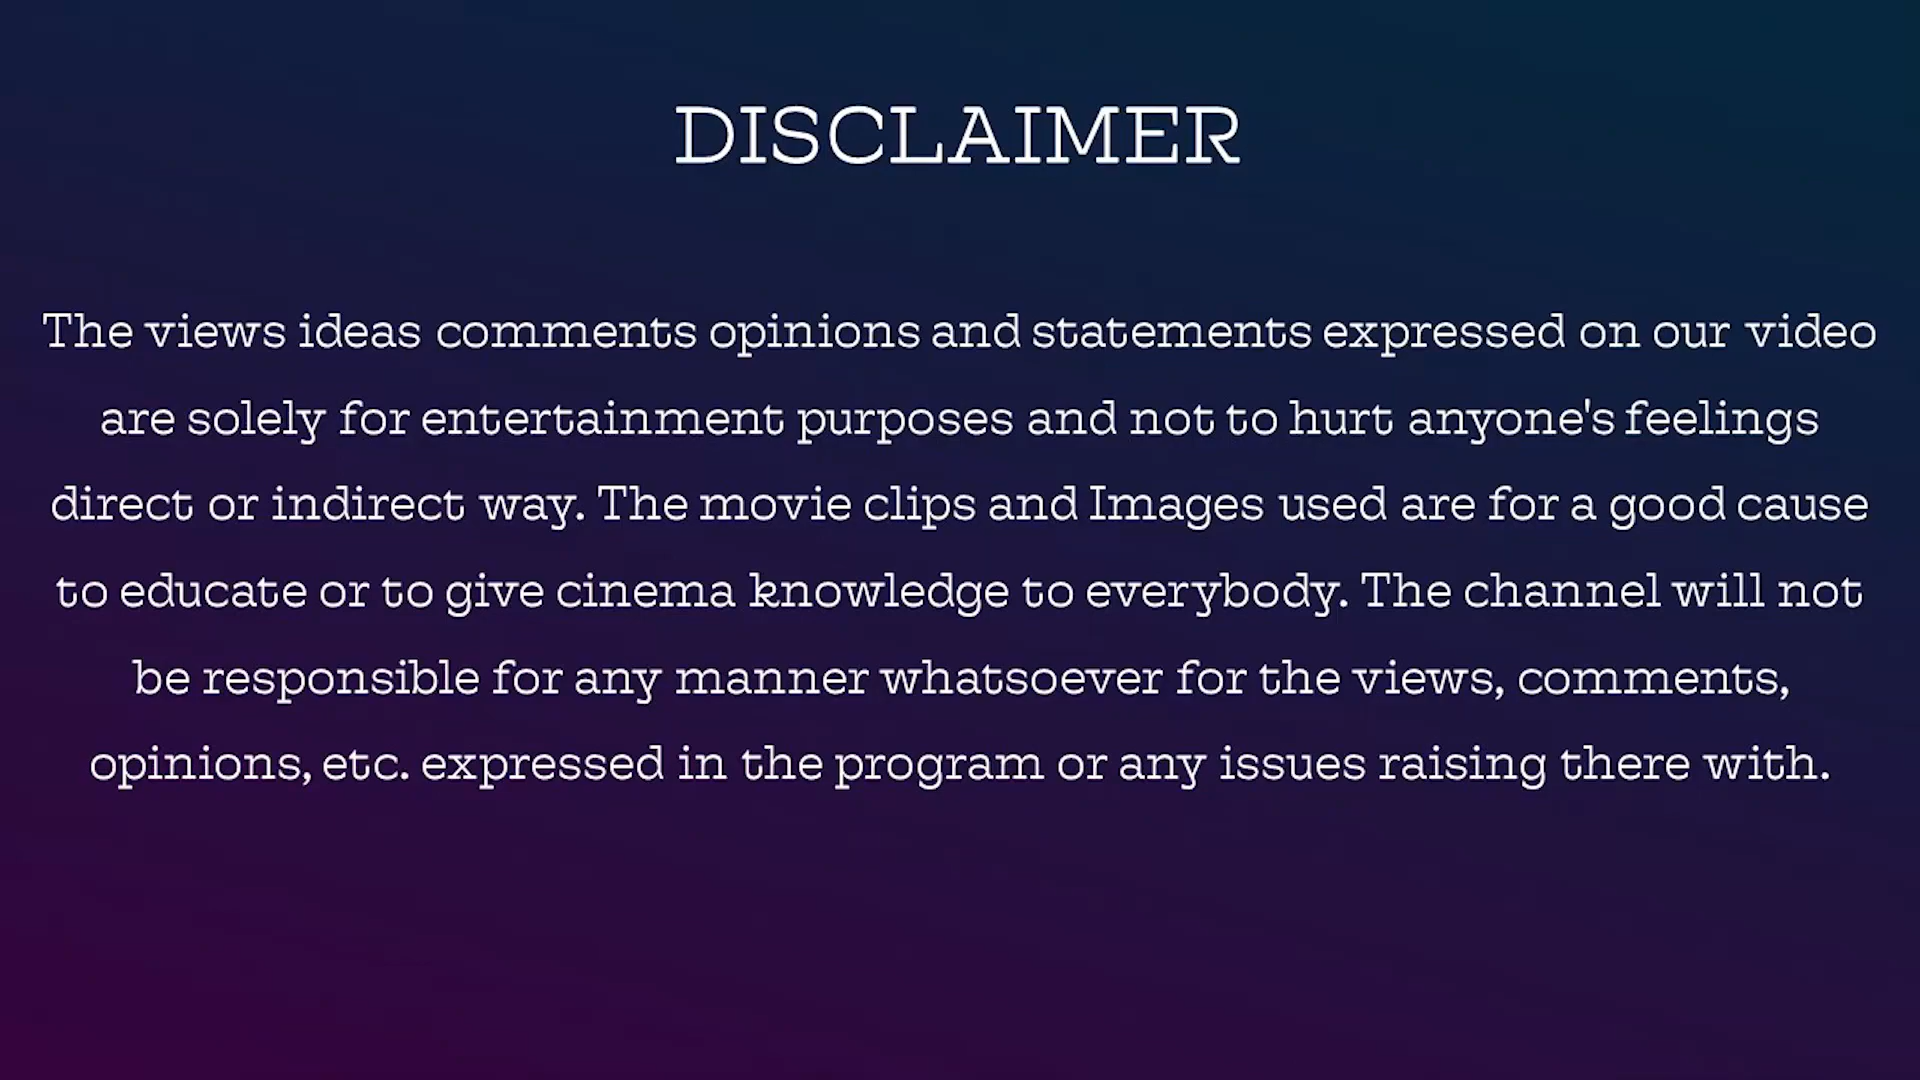 DISCLAIMER
The views ideas comments opinions and statements expressed on our video
are solely for entertainment purposes and not to hurt anyone's feelings
direct or indirect way. The movie clips and Images used are for a good cause
to educate or to give cinema knowledge to everybody. The channel will not
be responsible for any manner whatsoever for the views, comments,
opinions, etc. expressed in the program or any issues raising there with.